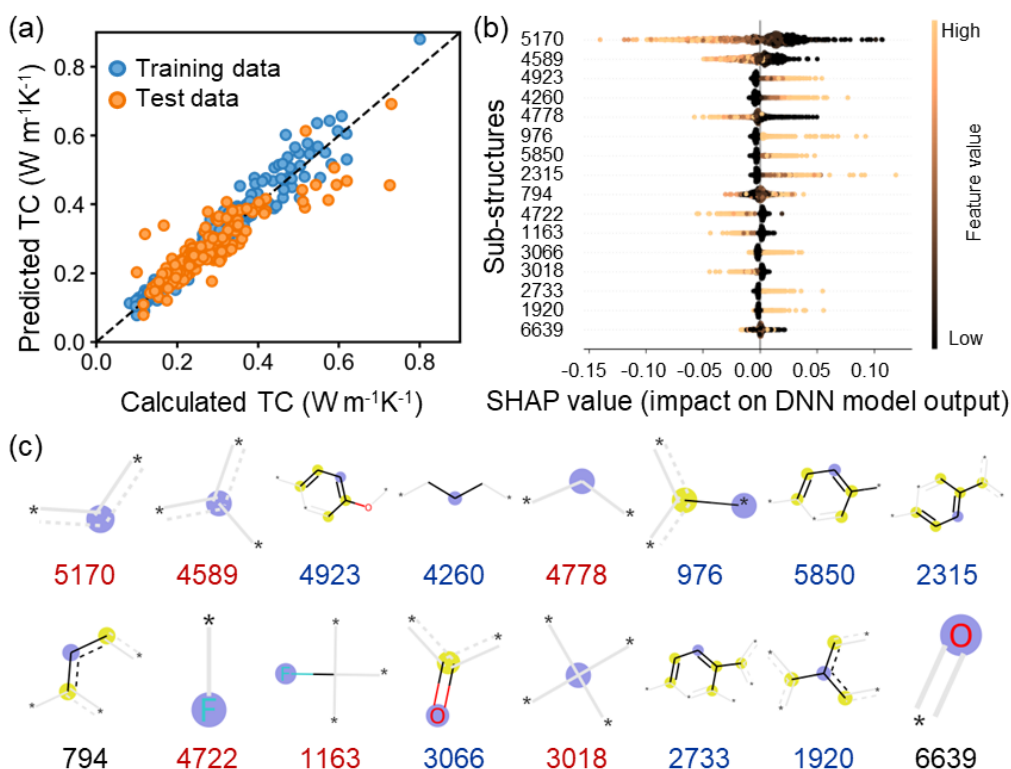 (a)
Training data
Test data
Predicted TC (W m⁻¹K⁻¹)
0.8
0.6
0.4
0.2
0.0
0.0 0.2 0.4 0.6 0.8
Calculated TC (W m⁻¹K⁻¹)
(b)
Sub-structures
5170
4589
4923
4260
4778
976
5850
2315
794
4722
1163
3066
3018
2733
1920
6639
-0.15 -0.10 -0.05 0.00 0.05 0.10
SHAP value (impact on DNN model output)
High
Feature value
Low
(c)
* * * * * * * * *
O
5170 4589 4923 4260 4778 976 5850 2315
* * * * * *
F F O O
794 4722 1163 3066 3018 2733 1920 6639